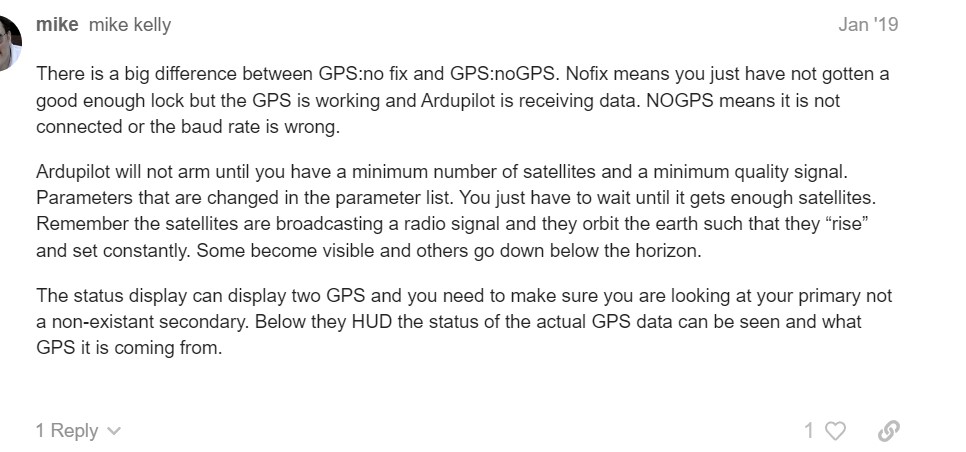 mike mike kelly Jan '19
There is a big difference between GPS:no fix and GPS:noGPS. Nofix means you just have not gotten a
good enough lock but the GPS is working and Ardupilot is receiving data. NOGPS means it is not
connected or the baud rate is wrong.
Ardupilot will not arm until you have a minimum number of satellites and a minimum quality signal.
Parameters that are changed in the parameter list. You just have to wait until it gets enough satellites.
Remember the satellites are broadcasting a radio signal and they orbit the earth such that they “rise”
and set constantly. Some become visible and others go down below the horizon.
The status display can display two GPS and you need to make sure you are looking at your primary not
a non-existant secondary. Below they HUD the status of the actual GPS data can be seen and what
GPS it is coming from.
1 Reply 1